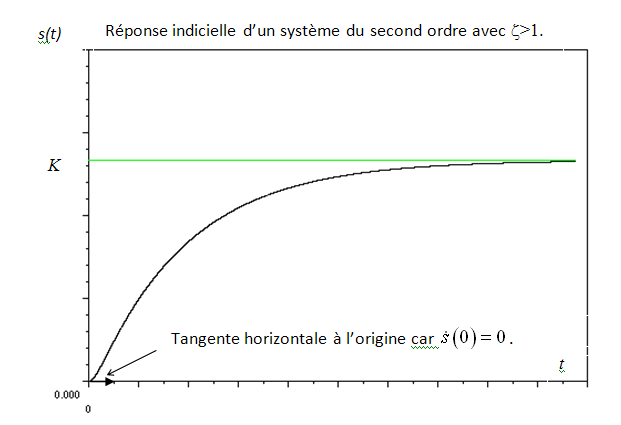 s(t)
Réponse indicielle d’un système du second ordre avec ζ>1.
K
Tangente horizontale à l’origine car ṡ(0) = 0 .
t
0.000
0